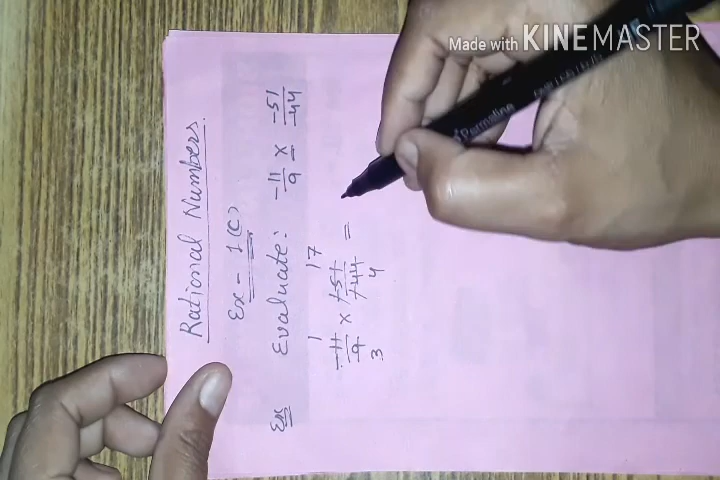 Made with KINEMASTER
Rational Numbers.
Ex - 1(C)
Ex Evaluate: -11/9 × -51/-44
-11/9 × -51/-44 =
1 17
3 4
Permaline